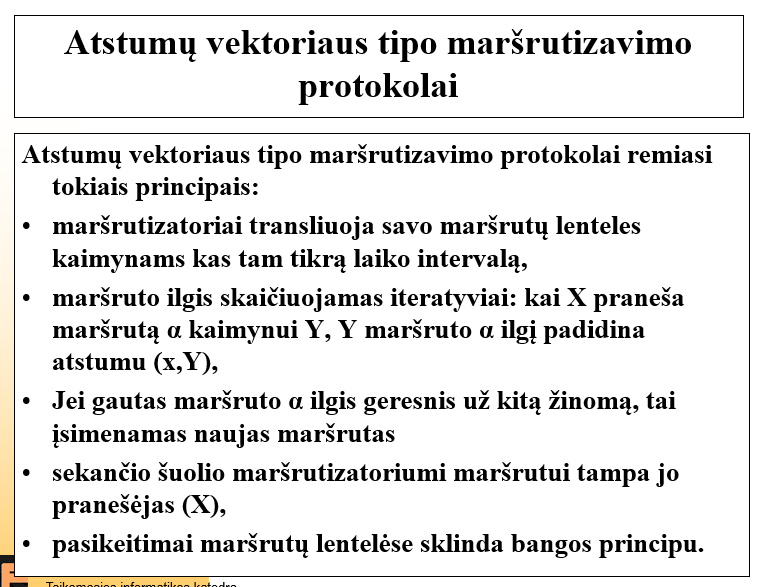 Atstumų vektoriaus tipo maršrutizavimo
protokolai
Atstumų vektoriaus tipo maršrutizavimo protokolai remiasi
tokiais principais:
• maršrutizatoriai transliuoja savo maršrutų lenteles
kaimynams kas tam tikrą laiko intervalą,
• maršruto ilgis skaičiuojamas iteratyviai: kai X praneša
maršrutą α kaimynui Y, Y maršruto α ilgį padidina
atstumu (x,Y),
• Jei gautas maršruto α ilgis geresnis už kitą žinomą, tai
įsimenamas naujas maršrutas
• sekančio šuolio maršrutizatoriumi maršrutui tampa jo
pranešėjas (X),
• pasikeitimai maršrutų lentelėse sklinda bangos principu.
Taikomosios informatikos katedra